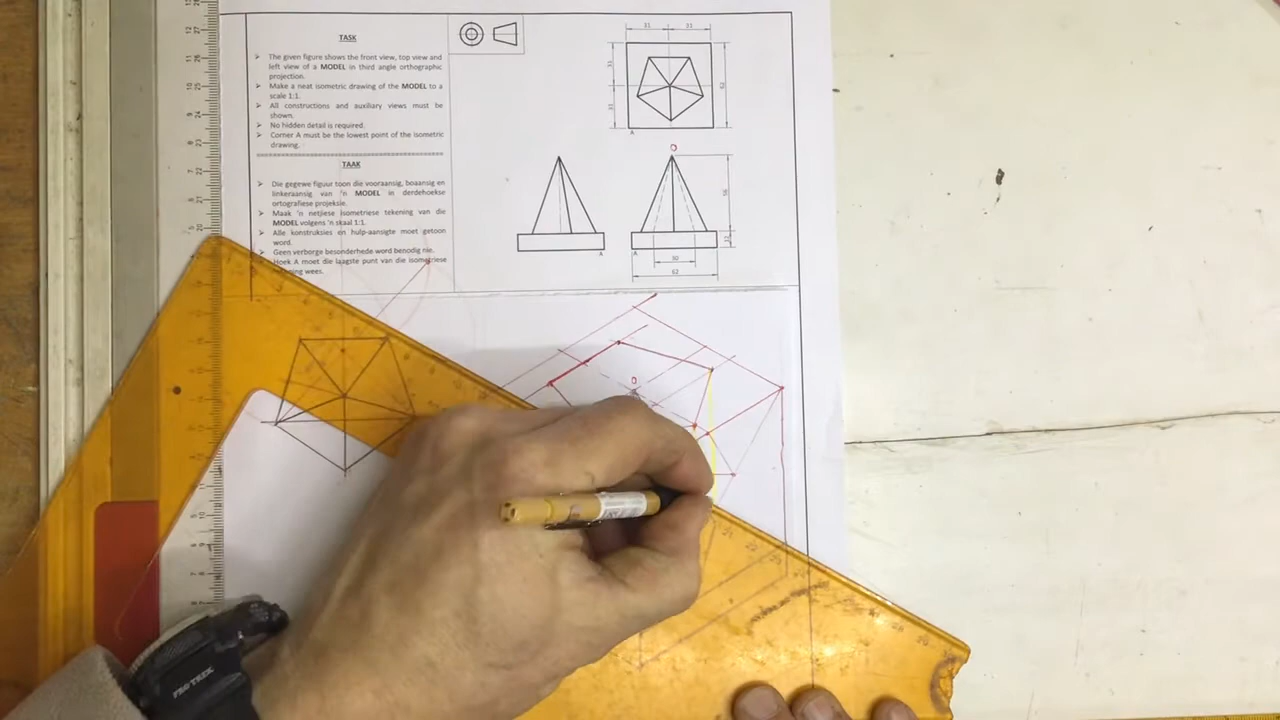 TASK
➢ The given figure shows the front view, top view and
left view of a MODEL in third angle orthographic
projection.
➢ Make a neat isometric drawing of the MODEL to a
scale 1:1.
➢ All constructions and auxiliary views must be
shown.
➢ No hidden detail is required.
➢ Corner A must be the lowest point of the isometric
drawing.
TAAK
➢ Die gegewe figuur toon die vooraansig, boaansig en
linkeraansig van 'n MODEL in derdehoekse
ortografiese projeksie.
➢ Maak 'n netjiese isometriese tekening van die
MODEL volgens 'n skaal 1:1.
➢ Alle konstruksies en hulp-aansigte moet getoon
word.
➢ Geen verborge besonderhede word benodig nie.
Hoek A moet die laagste punt van die isometriese
wees.
31 31
31
62
31
A
O
56
A A
30
62
O
PRO TREK